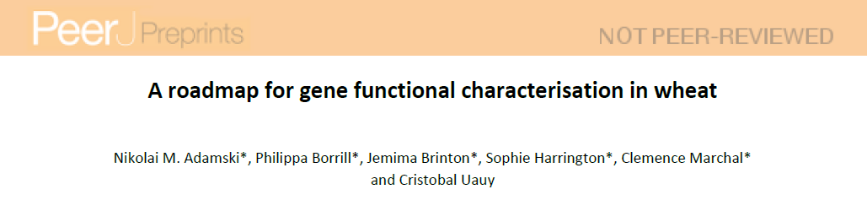 PeerJ Preprints NOT PEER-REVIEWED
A roadmap for gene functional characterisation in wheat
Nikolai M. Adamski*, Philippa Borrill*, Jemima Brinton*, Sophie Harrington*, Clemence Marchal*
and Cristobal Uauy